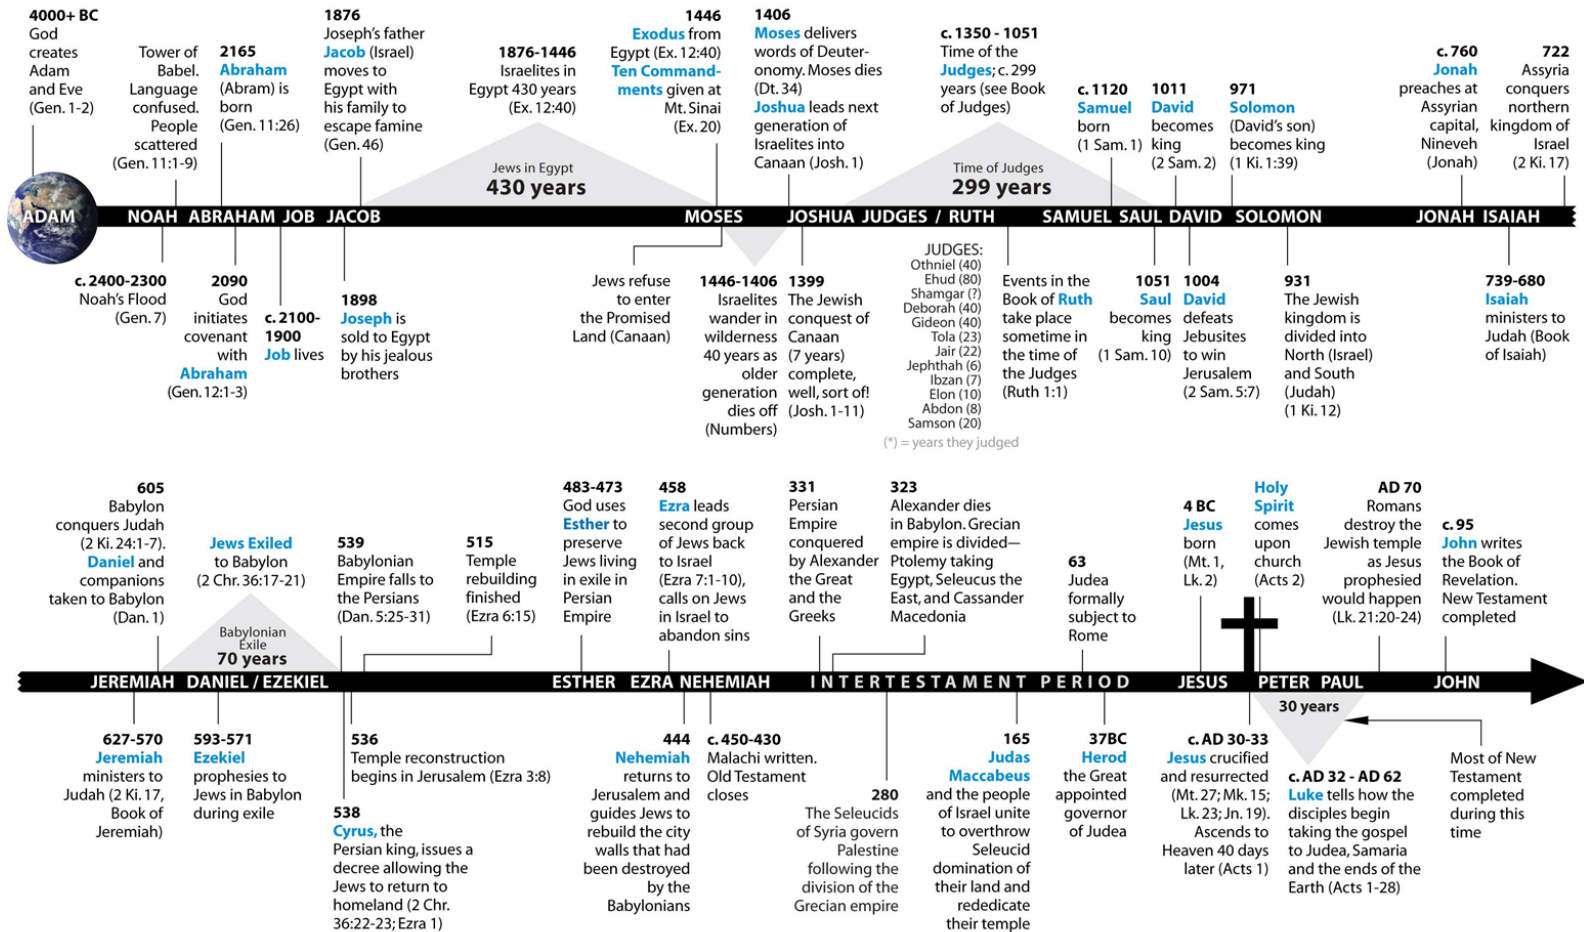 4000+ BC
God
creates
Adam
and Eve
(Gen. 1-2)
Tower of
Babel.
Language
confused.
People
scattered
(Gen. 11:1-9)
2165
Abraham
(Abram) is
born
(Gen. 11:26)
1876
Joseph's father
Jacob (Israel)
moves to
Egypt with
his family to
escape famine
(Gen. 46)
1876-1446
Israelites in
Egypt 430 years
(Ex. 12:40)
Jews in Egypt
430 years
1446
Exodus from
Egypt (Ex. 12:40)
Ten Command-
ments given at
Mt. Sinai
(Ex. 20)
1406
Moses delivers
words of Deuter-
onomy. Moses dies
(Dt. 34)
Joshua leads next
generation of
Israelites into
Canaan (Josh. 1)
c. 1350 - 1051
Time of the
Judges; c. 299
years (see Book
of Judges)
Time of Judges
299 years
c. 1120
Samuel
born
(1 Sam. 1)
1011
David
becomes
king
(2 Sam. 2)
971
Solomon
(David's son)
becomes king
(1 Ki. 1:39)
c. 760
Jonah
preaches at
Assyrian
capital,
Nineveh
(Jonah)
722
Assyria
conquers
northern
kingdom of
Israel
(2 Ki. 17)
ADAM NOAH ABRAHAM JOB JACOB MOSES JOSHUA JUDGES / RUTH SAMUEL SAUL DAVID SOLOMON JONAH ISAIAH
c. 2400-2300
Noah's Flood
(Gen. 7)
2090
God
initiates
covenant
with
Abraham
(Gen. 12:1-3)
c. 2100-
1900
Job lives
1898
Joseph is
sold to Egypt
by his jealous
brothers
Jews refuse
to enter
the Promised
Land (Canaan)
1446-1406
Israelites
wander in
wilderness
40 years as
older
generation
dies off
(Numbers)
1399
The Jewish
conquest of
Canaan
(7 years)
complete,
well, sort of!
(Josh. 1-11)
JUDGES:
Othniel (40)
Ehud (80)
Shamgar (?)
Deborah (40)
Gideon (40)
Tola (23)
Jair (22)
Jephthah (6)
Ibzan (7)
Elon (10)
Abdon (8)
Samson (20)
(*) = years they judged
Events in the
Book of Ruth
take place
sometime in
the time of
the Judges
(Ruth 1:1)
1051
Saul
becomes
king
(1 Sam. 10)
1004
David
defeats
Jebusites
to win
Jerusalem
(2 Sam. 5:7)
931
The Jewish
kingdom is
divided into
North (Israel)
and South
(Judah)
(1 Ki. 12)
739-680
Isaiah
ministers to
Judah (Book
of Isaiah)
605
Babylon
conquers Judah
(2 Ki. 24:1-7).
Daniel and
companions
taken to Babylon
(Dan. 1)
Jews Exiled
to Babylon
(2 Chr. 36:17-21)
Babylonian
Exile
70 years
539
Babylonian
Empire falls to
the Persians
(Dan. 5:25-31)
515
Temple
rebuilding
finished
(Ezra 6:15)
483-473
God uses
Esther to
preserve
Jews living
in exile in
Persian
Empire
458
Ezra leads
second group
of Jews back
to Israel
(Ezra 7:1-10),
calls on Jews
in Israel to
abandon sins
331
Persian
Empire
conquered
by Alexander
the Great
and the
Greeks
323
Alexander dies
in Babylon. Grecian
empire is divided—
Ptolemy taking
Egypt, Seleucus the
East, and Cassander
Macedonia
63
Judea
formally
subject to
Rome
4 BC
Jesus
born
(Mt. 1,
Lk. 2)
Holy
Spirit
comes
upon
church
(Acts 2)
AD 70
Romans
destroy the
Jewish temple
as Jesus
prophesied
would happen
(Lk. 21:20-24)
c. 95
John writes
the Book of
Revelation.
New Testament
completed
JEREMIAH DANIEL / EZEKIEL ESTHER EZRA NEHEMIAH INTERTESTAMENT PERIOD JESUS PETER PAUL JOHN
30 years
627-570
Jeremiah
ministers to
Judah (2 Ki. 17,
Book of
Jeremiah)
593-571
Ezekiel
prophesies to
Jews in Babylon
during exile
536
Temple reconstruction
begins in Jerusalem (Ezra 3:8)
538
Cyrus, the
Persian king, issues a
decree allowing the
Jews to return to
homeland (2 Chr.
36:22-23; Ezra 1)
444
Nehemiah
returns to
Jerusalem and
guides Jews to
rebuild the city
walls that had
been destroyed
by the
Babylonians
c. 450-430
Malachi written.
Old Testament
closes
280
The Seleucids
of Syria govern
Palestine
following the
division of the
Grecian empire
165
Judas
Maccabeus
and the people
of Israel unite
to overthrow
Seleucid
domination of
their land and
rededicate
their temple
37BC
Herod
the Great
appointed
governor
of Judea
c. AD 30-33
Jesus crucified
and resurrected
(Mt. 27; Mk. 15;
Lk. 23; Jn. 19).
Ascends to
Heaven 40 days
later (Acts 1)
c. AD 32 - AD 62
Luke tells how the
disciples begin
taking the gospel
to Judea, Samaria
and the ends of the
Earth (Acts 1-28)
Most of New
Testament
completed
during this
time